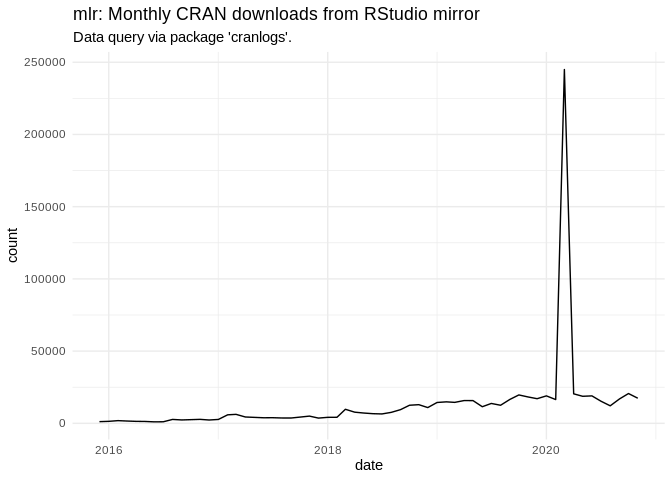 mlr: Monthly CRAN downloads from RStudio mirror
Data query via package 'cranlogs'.
250000
200000
150000
100000
50000
0
count
2016
2018
2020
date